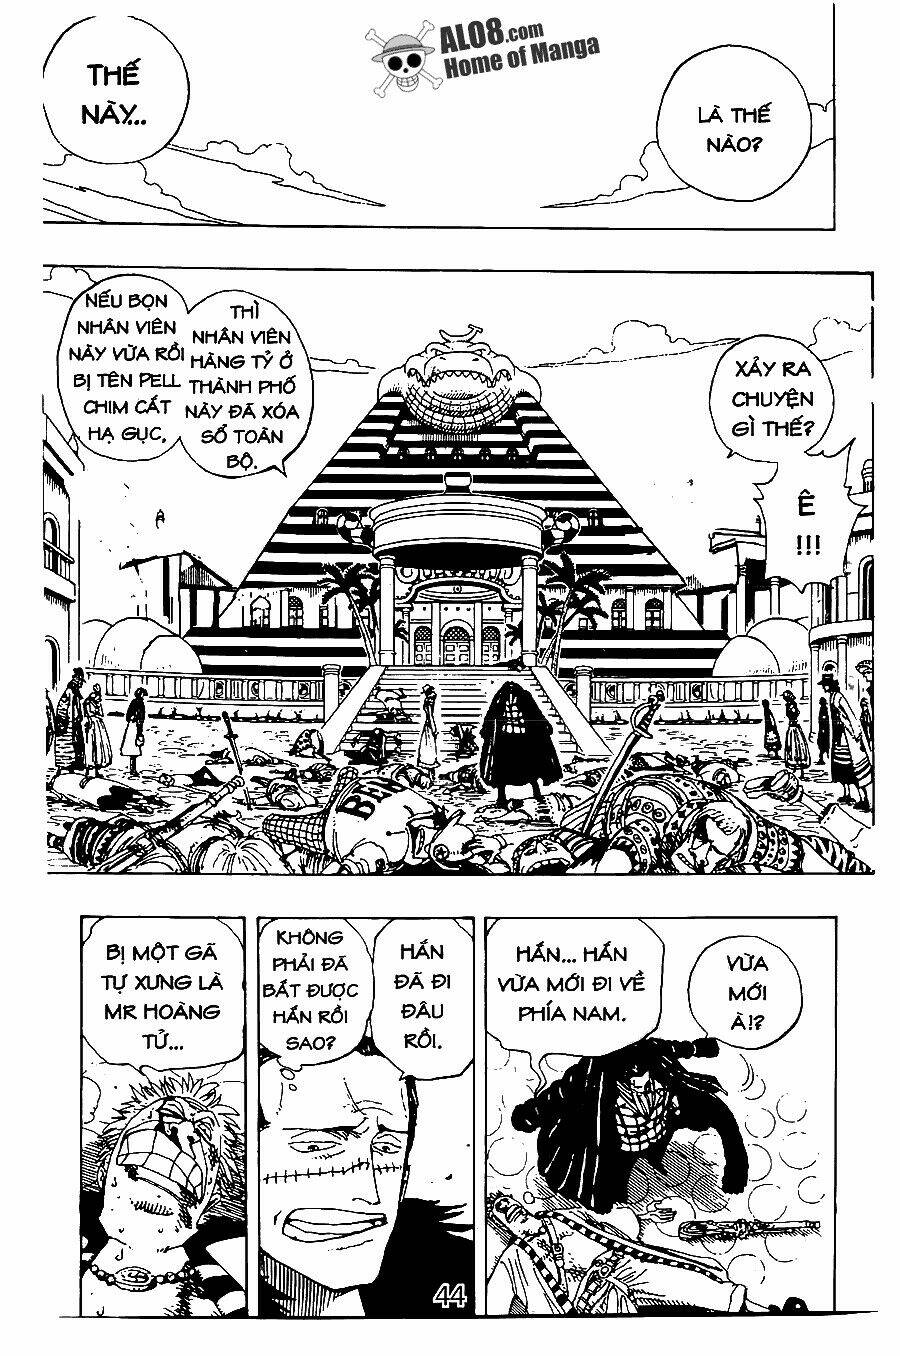 AL08.com
Home of Manga
THẾ
NÀY...
LÀ THẾ
NÀO?
NẾU BỌN
NHÂN VIÊN
NÀY VỪA RỒI
BỊ TÊN PELL
CHIM CẮT
HẠ GỤC,
THÌ
NHÂN VIÊN
HÀNG TỶ Ở
THÀNH PHỐ
NÀY ĐÃ XÓA
SỔ TOÀN
BỘ.
XẢY RA
CHUYỆN
GÌ THẾ?
Ê
!!!
BỊ MỘT GÃ
TỰ XƯNG LÀ
MR HOÀNG
TỬ...
KHÔNG
PHẢI ĐÃ
BẮT ĐƯỢC
HẮN RỒI
SAO?
HẮN
ĐÃ ĐI
ĐÂU
RỒI.
HẮN... HẮN
VỪA MỚI ĐI VỀ
PHÍA NAM.
VỪA
MỚI
À!?
44